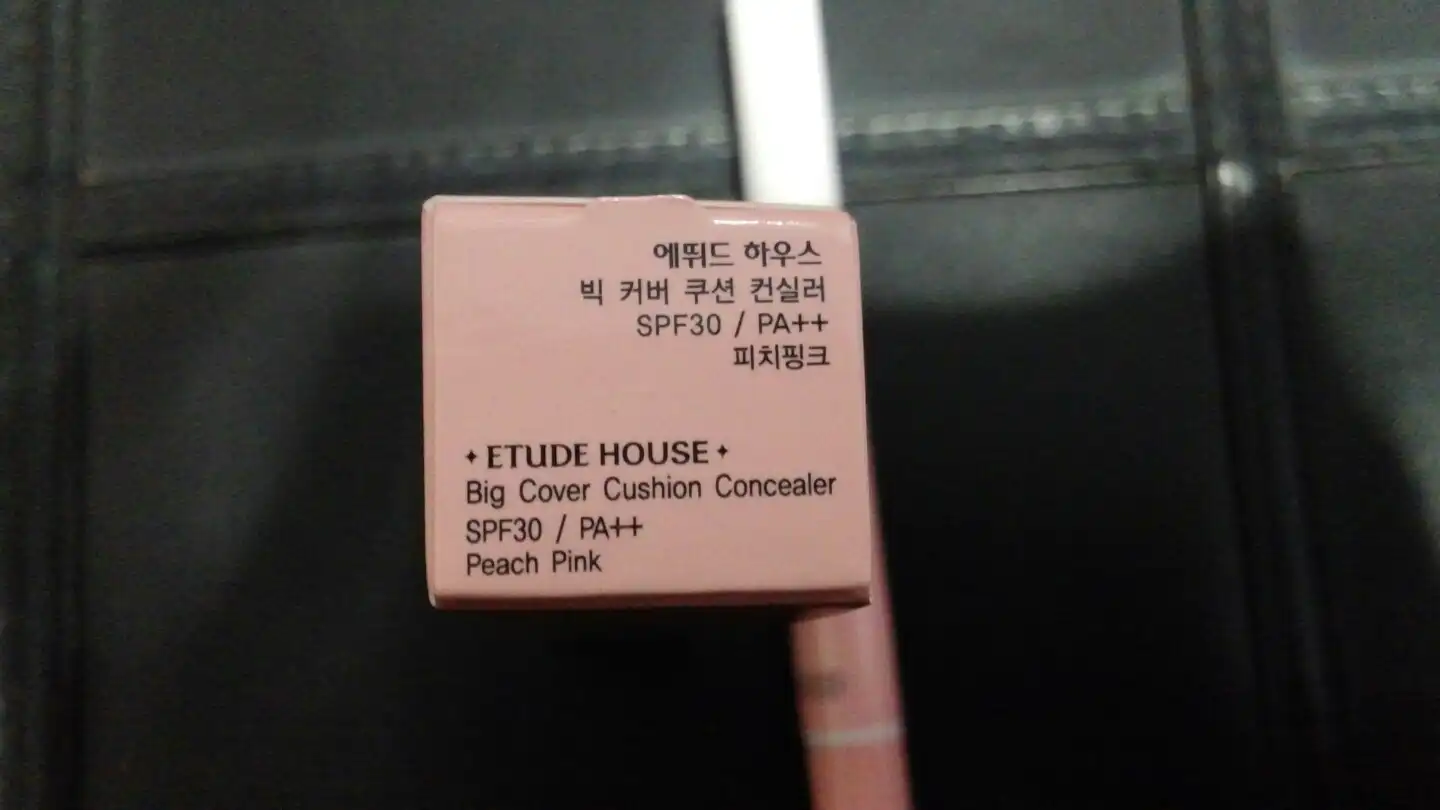 에뛰드 하우스
빅 커버 쿠션 컨실러
SPF30 / PA++
피치핑크
✦ ETUDE HOUSE ✦
Big Cover Cushion Concealer
SPF30 / PA++
Peach Pink